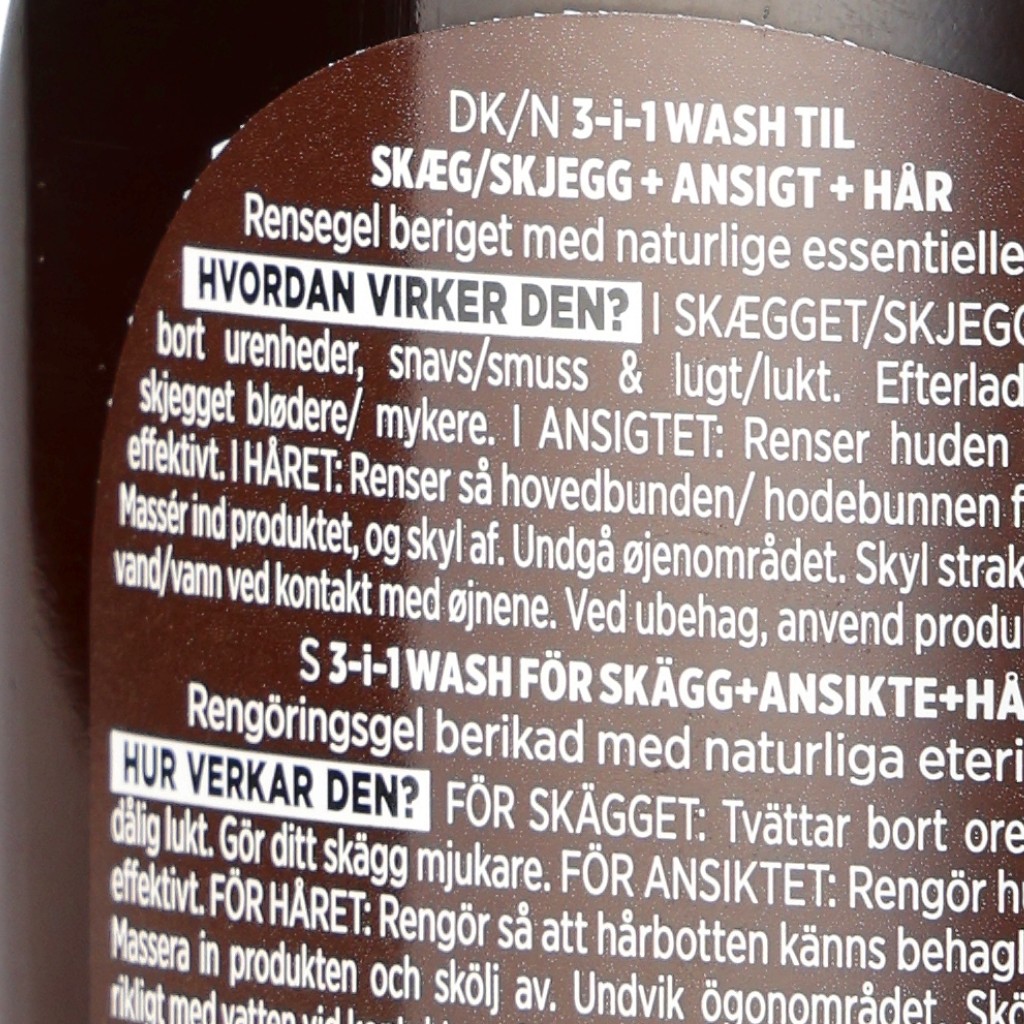 DK/N 3-i-1 WASH TIL
SKÆG/SKJEGG + ANSIGT + HÅR
Rensegel beriget med naturlige essentielle
HVORDAN VIRKER DEN? I SKÆGGET/SKJEGG
bort urenheder, snavs/smuss & lugt/lukt. Efterlad
skjegget blødere/ mykere. I ANSIGTET: Renser huden
effektivt. I HÅRET: Renser så hovedbunden/ hodebunnen f
Massér ind produktet, og skyl af. Undgå øjenområdet. Skyl strak
vand/vann ved kontakt med øjnene. Ved ubehag, anvend produ
S 3-i-1 WASH FÖR SKÄGG+ANSIKTE+HÅ
Rengöringsgel berikad med naturliga eteri
HUR VERKAR DEN? FÖR SKÄGGET: Tvättar bort ore
dålig lukt. Gör ditt skägg mjukare. FÖR ANSIKTET: Rengör h
effektivt. FÖR HÅRET: Rengör så att hårbotten känns behagl
Massera in produkten och skölj av. Undvik ögonområdet. Skö
rikligt med vatten vid